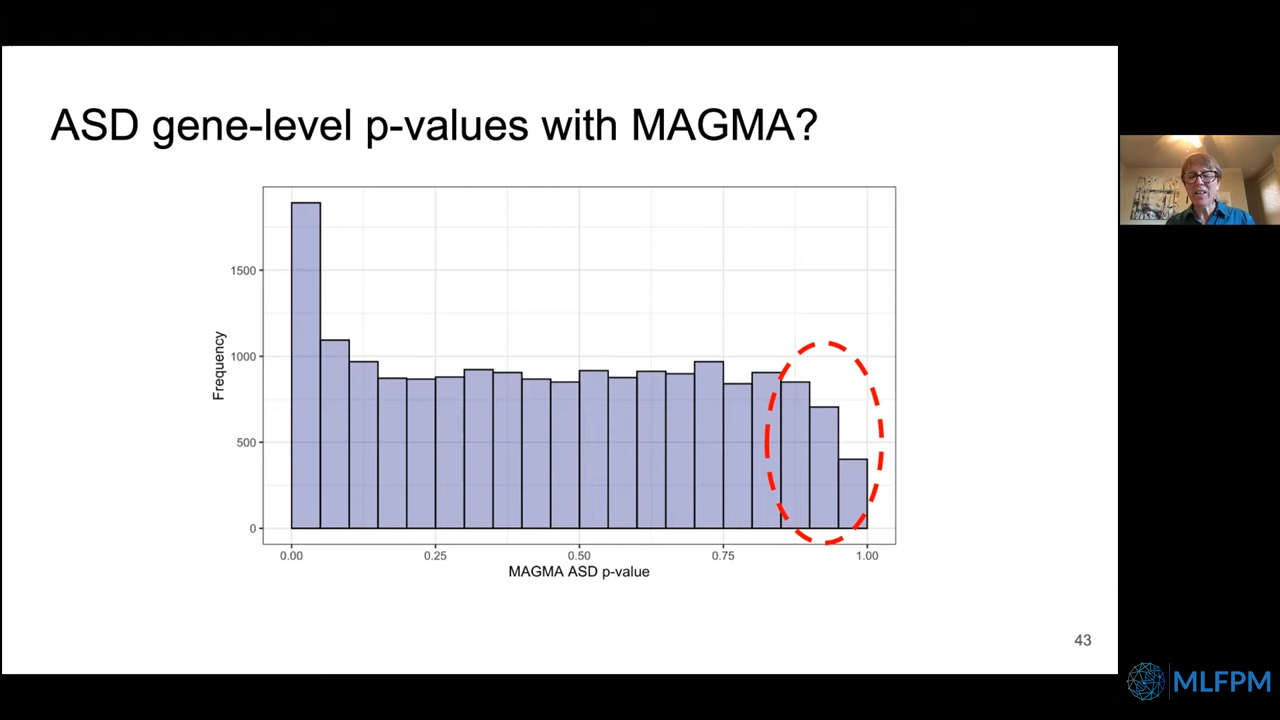 ASD gene-level p-values with MAGMA?
1500
1000
500
0
Frequency
0.00 0.25 0.50 0.75 1.00
MAGMA ASD p-value
43
MLFPM